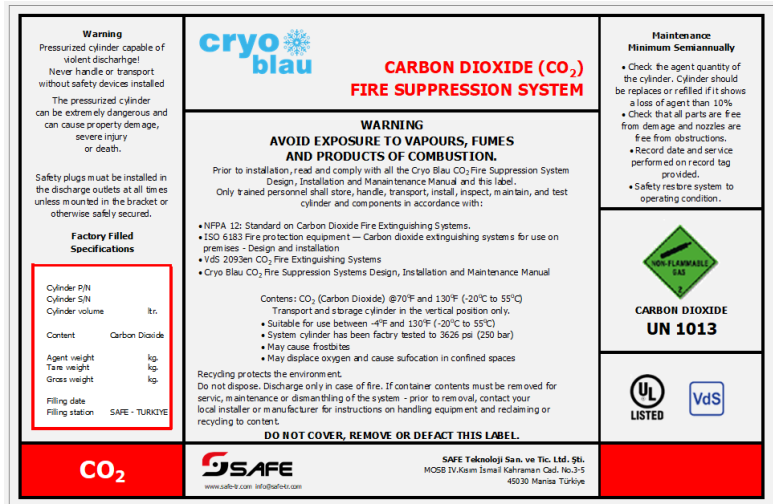 Warning
Pressurized cylinder capable of
violent discharhge!
Never handle or transport
without safety devices installed
The pressurized cylinder
can be extremely dangerous and
can cause property demage,
severe injury
or death.
Safety plugs must be installed in
the discharge outlets at all times
unless mounted in the bracket or
otherwise safely secured.
Factory Filled
Specifications
Cylinder P/N
Cylinder S/N
Cylinder volume ltr.
Content Carbon Dioxide
Agent weight kg.
Tare weight kg.
Gross weight kg.
Filling date
Filling station SAFE - TURKIYE
CO₂
cryo
blau
CARBON DIOXIDE (CO₂)
FIRE SUPPRESSION SYSTEM
WARNING
AVOID EXPOSURE TO VAPOURS, FUMES
AND PRODUCTS OF COMBUSTION.
Prior to installation, read and comply with all the Cryo Blau CO₂ Fire Suppression System
Design, Installation and Manaintenance Manual and this label.
Only trained personnel shall store, handle, transport, install, inspect, maintain, and test
cylinder and components in accordance with:
• NFPA 12: Standard on Carbon Dioxide Fire Extinguishing Systems.
• ISO 6183 Fire protection equipment — Carbon dioxide extinguishing systems for use on
premises - Design and installation
• VdS 2093en CO₂ Fire Extinguishing Systems
• Cryo Blau CO₂ Fire Suppression Systems Design, Installation and Maintenance Manual
Contens: CO₂ (Carbon Dioxide) @70⁰F and 130⁰F (-20⁰C to 55⁰C)
Transport and storage cylinder in the vertical position only.
• Suitable for use between -4⁰F and 130⁰F (-20⁰C to 55⁰C)
• System cylinder has been factory tested to 3626 psi (250 bar)
• May cause frostbites
• May displace oxygen and cause sufocation in confined spaces
Recycling protects the environment.
Do not dispose. Discharge only in case of fire. If container contents must be removed for
servic, maintenance or dismanthling of the system - prior to removal, contact your
local installer or manufacturer for instructions on handling equipment and reclaiming or
recycling to content.
DO NOT COVER, REMOVE OR DEFACT THIS LABEL.
SAFE
www.safe-tr.com info@safe-tr.com
SAFE Teknoloji San. ve Tic. Ltd. Şti.
MOSB IV.Kısım Ismail Kahraman Cad. No.3-5
45030 Manisa Türkiye
Maintenance
Minimum Semiannually
• Check the agent quantity of
the cylinder. Cylinder should
be replaces or refilled if it shows
a loss of agent than 10%
• Check that all parts are free
from demage and nozzles are
free from obstructions.
• Record date and service
performed on record tag
provided.
• Safety restore system to
operating condition.
NON-FLAMMABLE
GAS
2
CARBON DIOXIDE
UN 1013
UL
LISTED
VdS